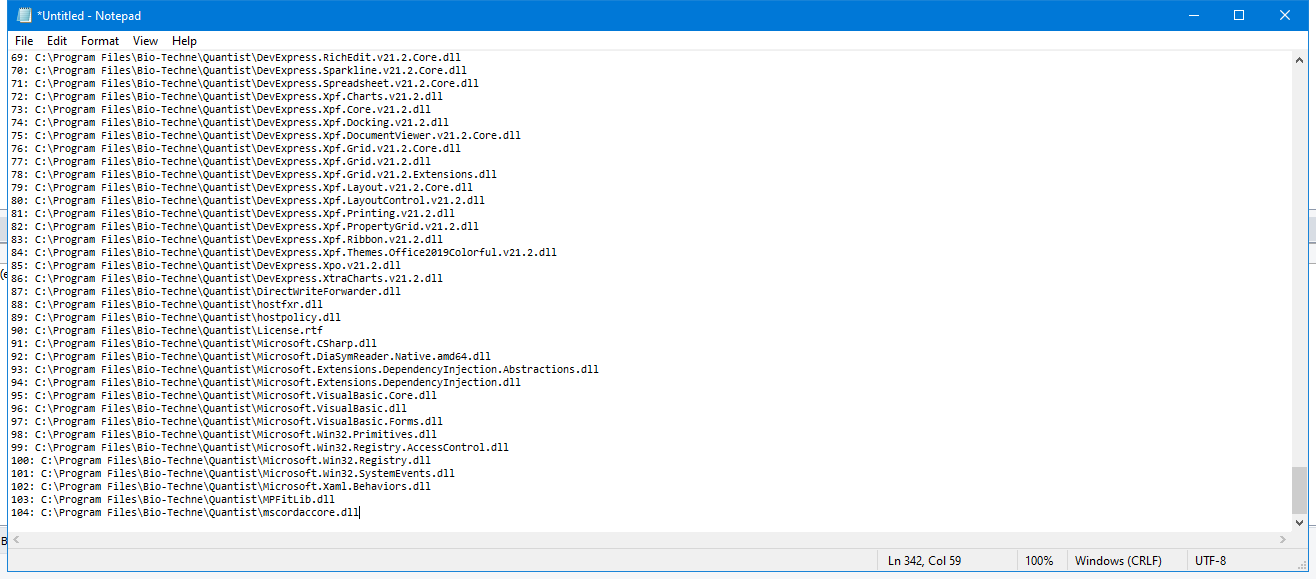 *Untitled - Notepad
File Edit Format View Help
69: C:\Program Files\Bio-Techne\Quantist\DevExpress.RichEdit.v21.2.Core.dll
70: C:\Program Files\Bio-Techne\Quantist\DevExpress.Sparkline.v21.2.Core.dll
71: C:\Program Files\Bio-Techne\Quantist\DevExpress.Spreadsheet.v21.2.Core.dll
72: C:\Program Files\Bio-Techne\Quantist\DevExpress.Xpf.Charts.v21.2.dll
73: C:\Program Files\Bio-Techne\Quantist\DevExpress.Xpf.Core.v21.2.dll
74: C:\Program Files\Bio-Techne\Quantist\DevExpress.Xpf.Docking.v21.2.dll
75: C:\Program Files\Bio-Techne\Quantist\DevExpress.Xpf.DocumentViewer.v21.2.Core.dll
76: C:\Program Files\Bio-Techne\Quantist\DevExpress.Xpf.Grid.v21.2.Core.dll
77: C:\Program Files\Bio-Techne\Quantist\DevExpress.Xpf.Grid.v21.2.dll
78: C:\Program Files\Bio-Techne\Quantist\DevExpress.Xpf.Grid.v21.2.Extensions.dll
79: C:\Program Files\Bio-Techne\Quantist\DevExpress.Xpf.Layout.v21.2.Core.dll
80: C:\Program Files\Bio-Techne\Quantist\DevExpress.Xpf.LayoutControl.v21.2.dll
81: C:\Program Files\Bio-Techne\Quantist\DevExpress.Xpf.Printing.v21.2.dll
82: C:\Program Files\Bio-Techne\Quantist\DevExpress.Xpf.PropertyGrid.v21.2.dll
83: C:\Program Files\Bio-Techne\Quantist\DevExpress.Xpf.Ribbon.v21.2.dll
84: C:\Program Files\Bio-Techne\Quantist\DevExpress.Xpf.Themes.Office2019Colorful.v21.2.dll
85: C:\Program Files\Bio-Techne\Quantist\DevExpress.Xpo.v21.2.dll
86: C:\Program Files\Bio-Techne\Quantist\DevExpress.XtraCharts.v21.2.dll
87: C:\Program Files\Bio-Techne\Quantist\DirectWriteForwarder.dll
88: C:\Program Files\Bio-Techne\Quantist\hostfxr.dll
89: C:\Program Files\Bio-Techne\Quantist\hostpolicy.dll
90: C:\Program Files\Bio-Techne\Quantist\License.rtf
91: C:\Program Files\Bio-Techne\Quantist\Microsoft.CSharp.dll
92: C:\Program Files\Bio-Techne\Quantist\Microsoft.DiaSymReader.Native.amd64.dll
93: C:\Program Files\Bio-Techne\Quantist\Microsoft.Extensions.DependencyInjection.Abstractions.dll
94: C:\Program Files\Bio-Techne\Quantist\Microsoft.Extensions.DependencyInjection.dll
95: C:\Program Files\Bio-Techne\Quantist\Microsoft.VisualBasic.Core.dll
96: C:\Program Files\Bio-Techne\Quantist\Microsoft.VisualBasic.dll
97: C:\Program Files\Bio-Techne\Quantist\Microsoft.VisualBasic.Forms.dll
98: C:\Program Files\Bio-Techne\Quantist\Microsoft.Win32.Primitives.dll
99: C:\Program Files\Bio-Techne\Quantist\Microsoft.Win32.Registry.AccessControl.dll
100: C:\Program Files\Bio-Techne\Quantist\Microsoft.Win32.Registry.dll
101: C:\Program Files\Bio-Techne\Quantist\Microsoft.Win32.SystemEvents.dll
102: C:\Program Files\Bio-Techne\Quantist\Microsoft.Xaml.Behaviors.dll
103: C:\Program Files\Bio-Techne\Quantist\MPFitLib.dll
104: C:\Program Files\Bio-Techne\Quantist\mscordaccore.dll
Ln 342, Col 59 100% Windows (CRLF) UTF-8